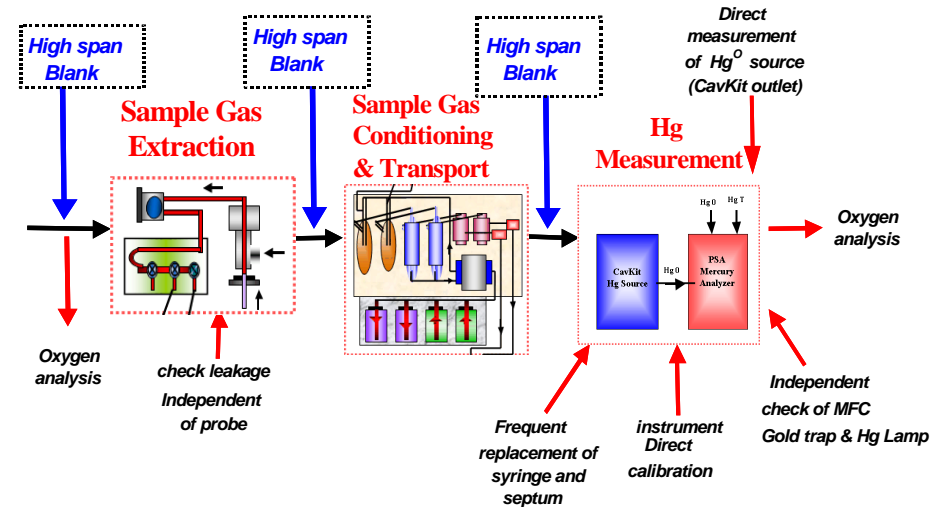 High span
Blank
High span
Blank
High span
Blank
Direct
measurement
of Hg^O source
(CavKit outlet)
Sample Gas
Extraction
Sample Gas
Conditioning
& Transport
Hg
Measurement
Hg 0
Hg T
CavKit
Hg Source
Hg 0
PSA
Mercury
Analyzer
Oxygen
analysis
Oxygen
analysis
check leakage
Independent
of probe
Frequent
replacement of
syringe and
septum
instrument
Direct
calibration
Independent
check of MFC
Gold trap & Hg Lamp